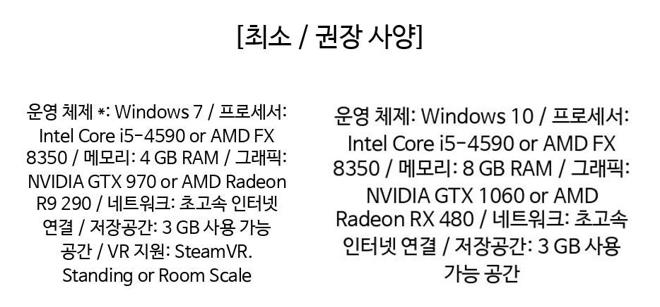 [최소 / 권장 사양]
운영 체제 *: Windows 7 / 프로세서:
Intel Core i5-4590 or AMD FX
8350 / 메모리: 4 GB RAM / 그래픽:
NVIDIA GTX 970 or AMD Radeon
R9 290 / 네트워크: 초고속 인터넷
연결 / 저장공간: 3 GB 사용 가능
공간 / VR 지원: SteamVR.
Standing or Room Scale
운영 체제: Windows 10 / 프로세서:
Intel Core i5-4590 or AMD FX
8350 / 메모리: 8 GB RAM / 그래픽:
NVIDIA GTX 1060 or AMD
Radeon RX 480 / 네트워크: 초고속
인터넷 연결 / 저장공간: 3 GB 사용
가능 공간